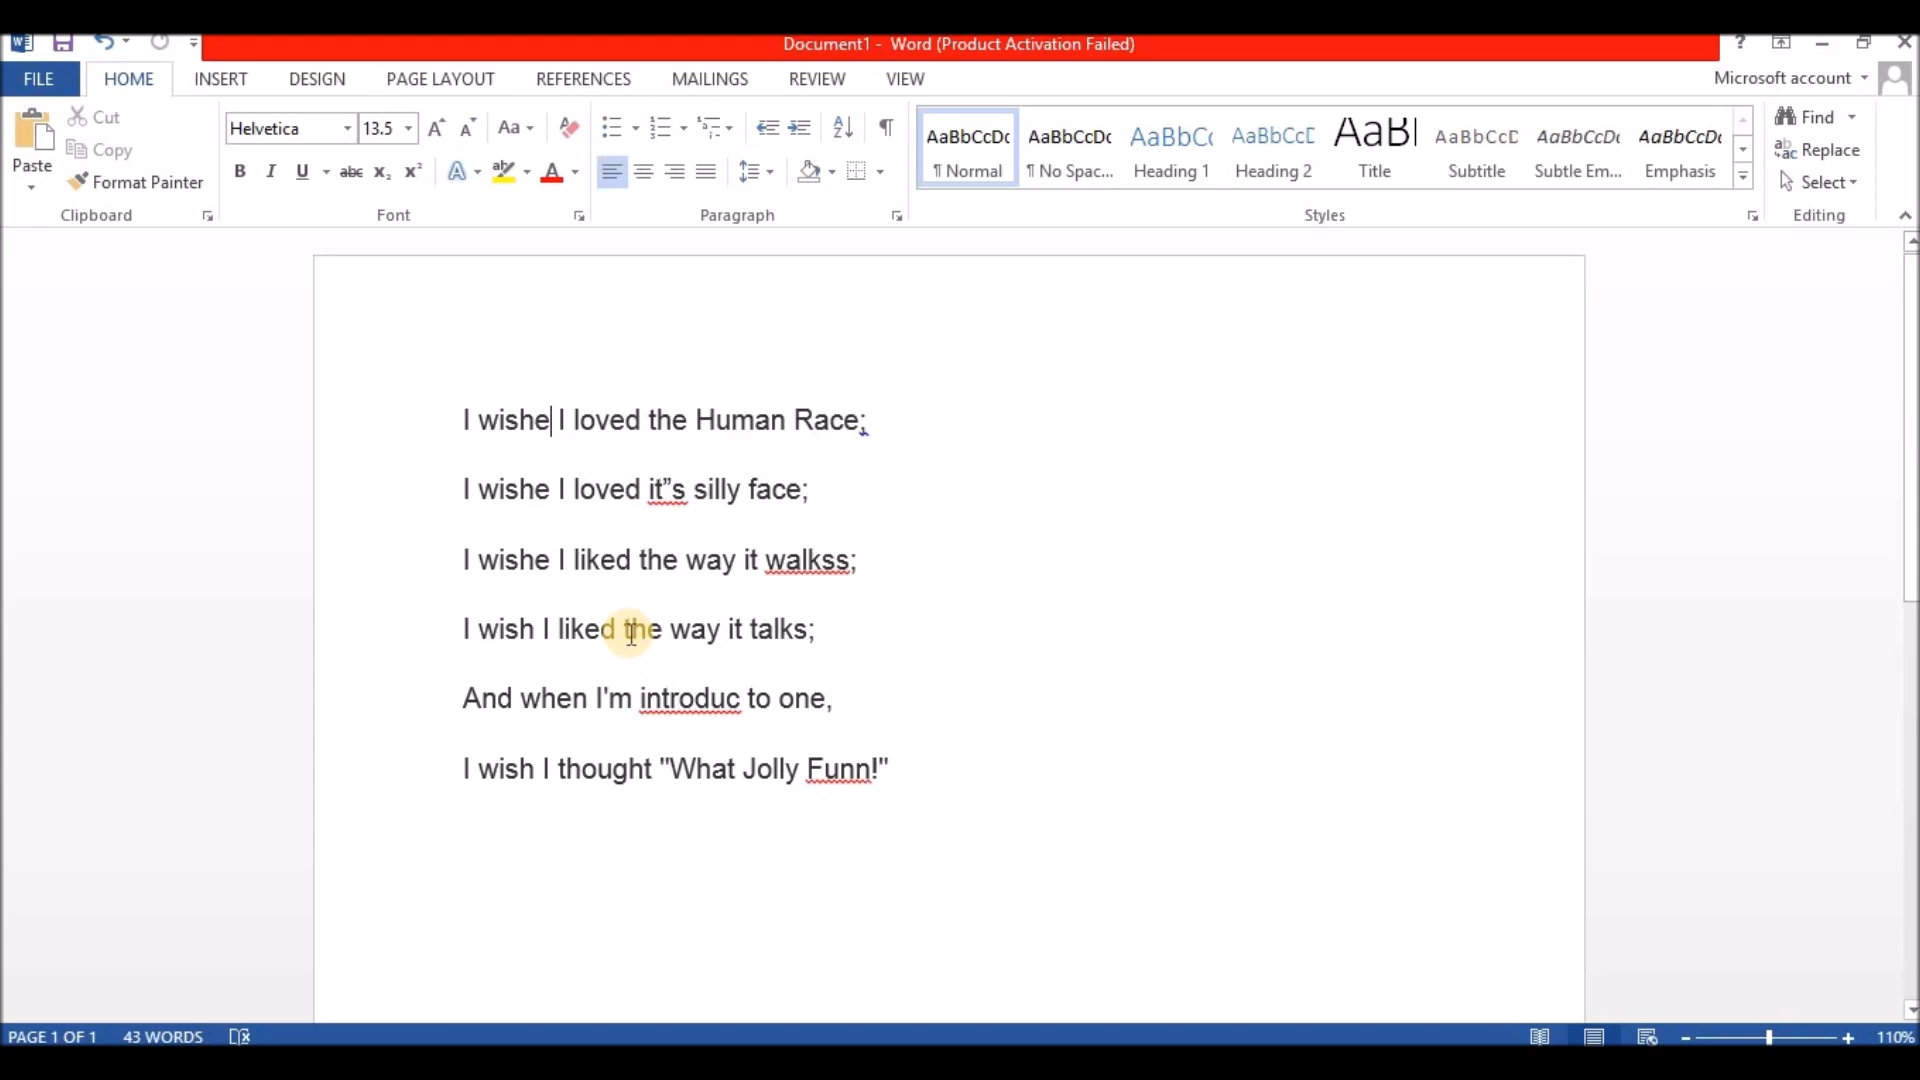 Document1 - Word (Product Activation Failed)
FILE HOME INSERT DESIGN PAGE LAYOUT REFERENCES MAILINGS REVIEW VIEW Microsoft account
Paste
Cut
Copy
Format Painter
Clipboard
Helvetica 13.5
Font
Paragraph
AaBbCcDc AaBbCcDc AaBbC AaBbCcD AaB AaBbCcD AaBbCcDc AaBbCcDc
¶ Normal ¶ No Spac... Heading 1 Heading 2 Title Subtitle Subtle Em... Emphasis
Styles
Find
Replace
Select
Editing
I wishe I loved the Human Race;
I wishe I loved it”s silly face;
I wishe I liked the way it walkss;
I wish I liked the way it talks;
And when I'm introduc to one,
I wish I thought "What Jolly Funn!"
PAGE 1 OF 1 43 WORDS 110%